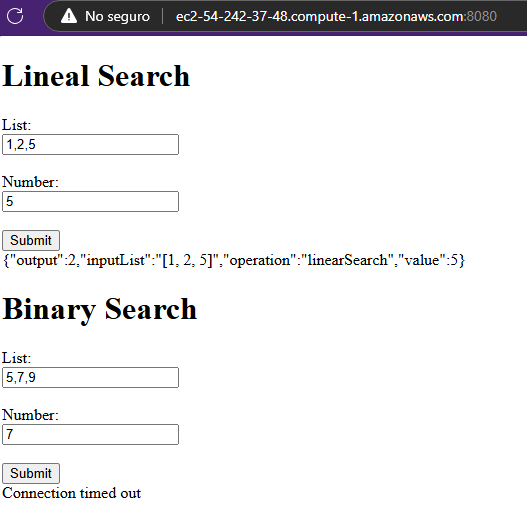 No seguro ec2-54-242-37-48.compute-1.amazonaws.com:8080
Lineal Search
List:
1,2,5
Number:
5
Submit
{"output":2,"inputList":"[1, 2, 5]","operation":"linearSearch","value":5}
Binary Search
List:
5,7,9
Number:
7
Submit
Connection timed out